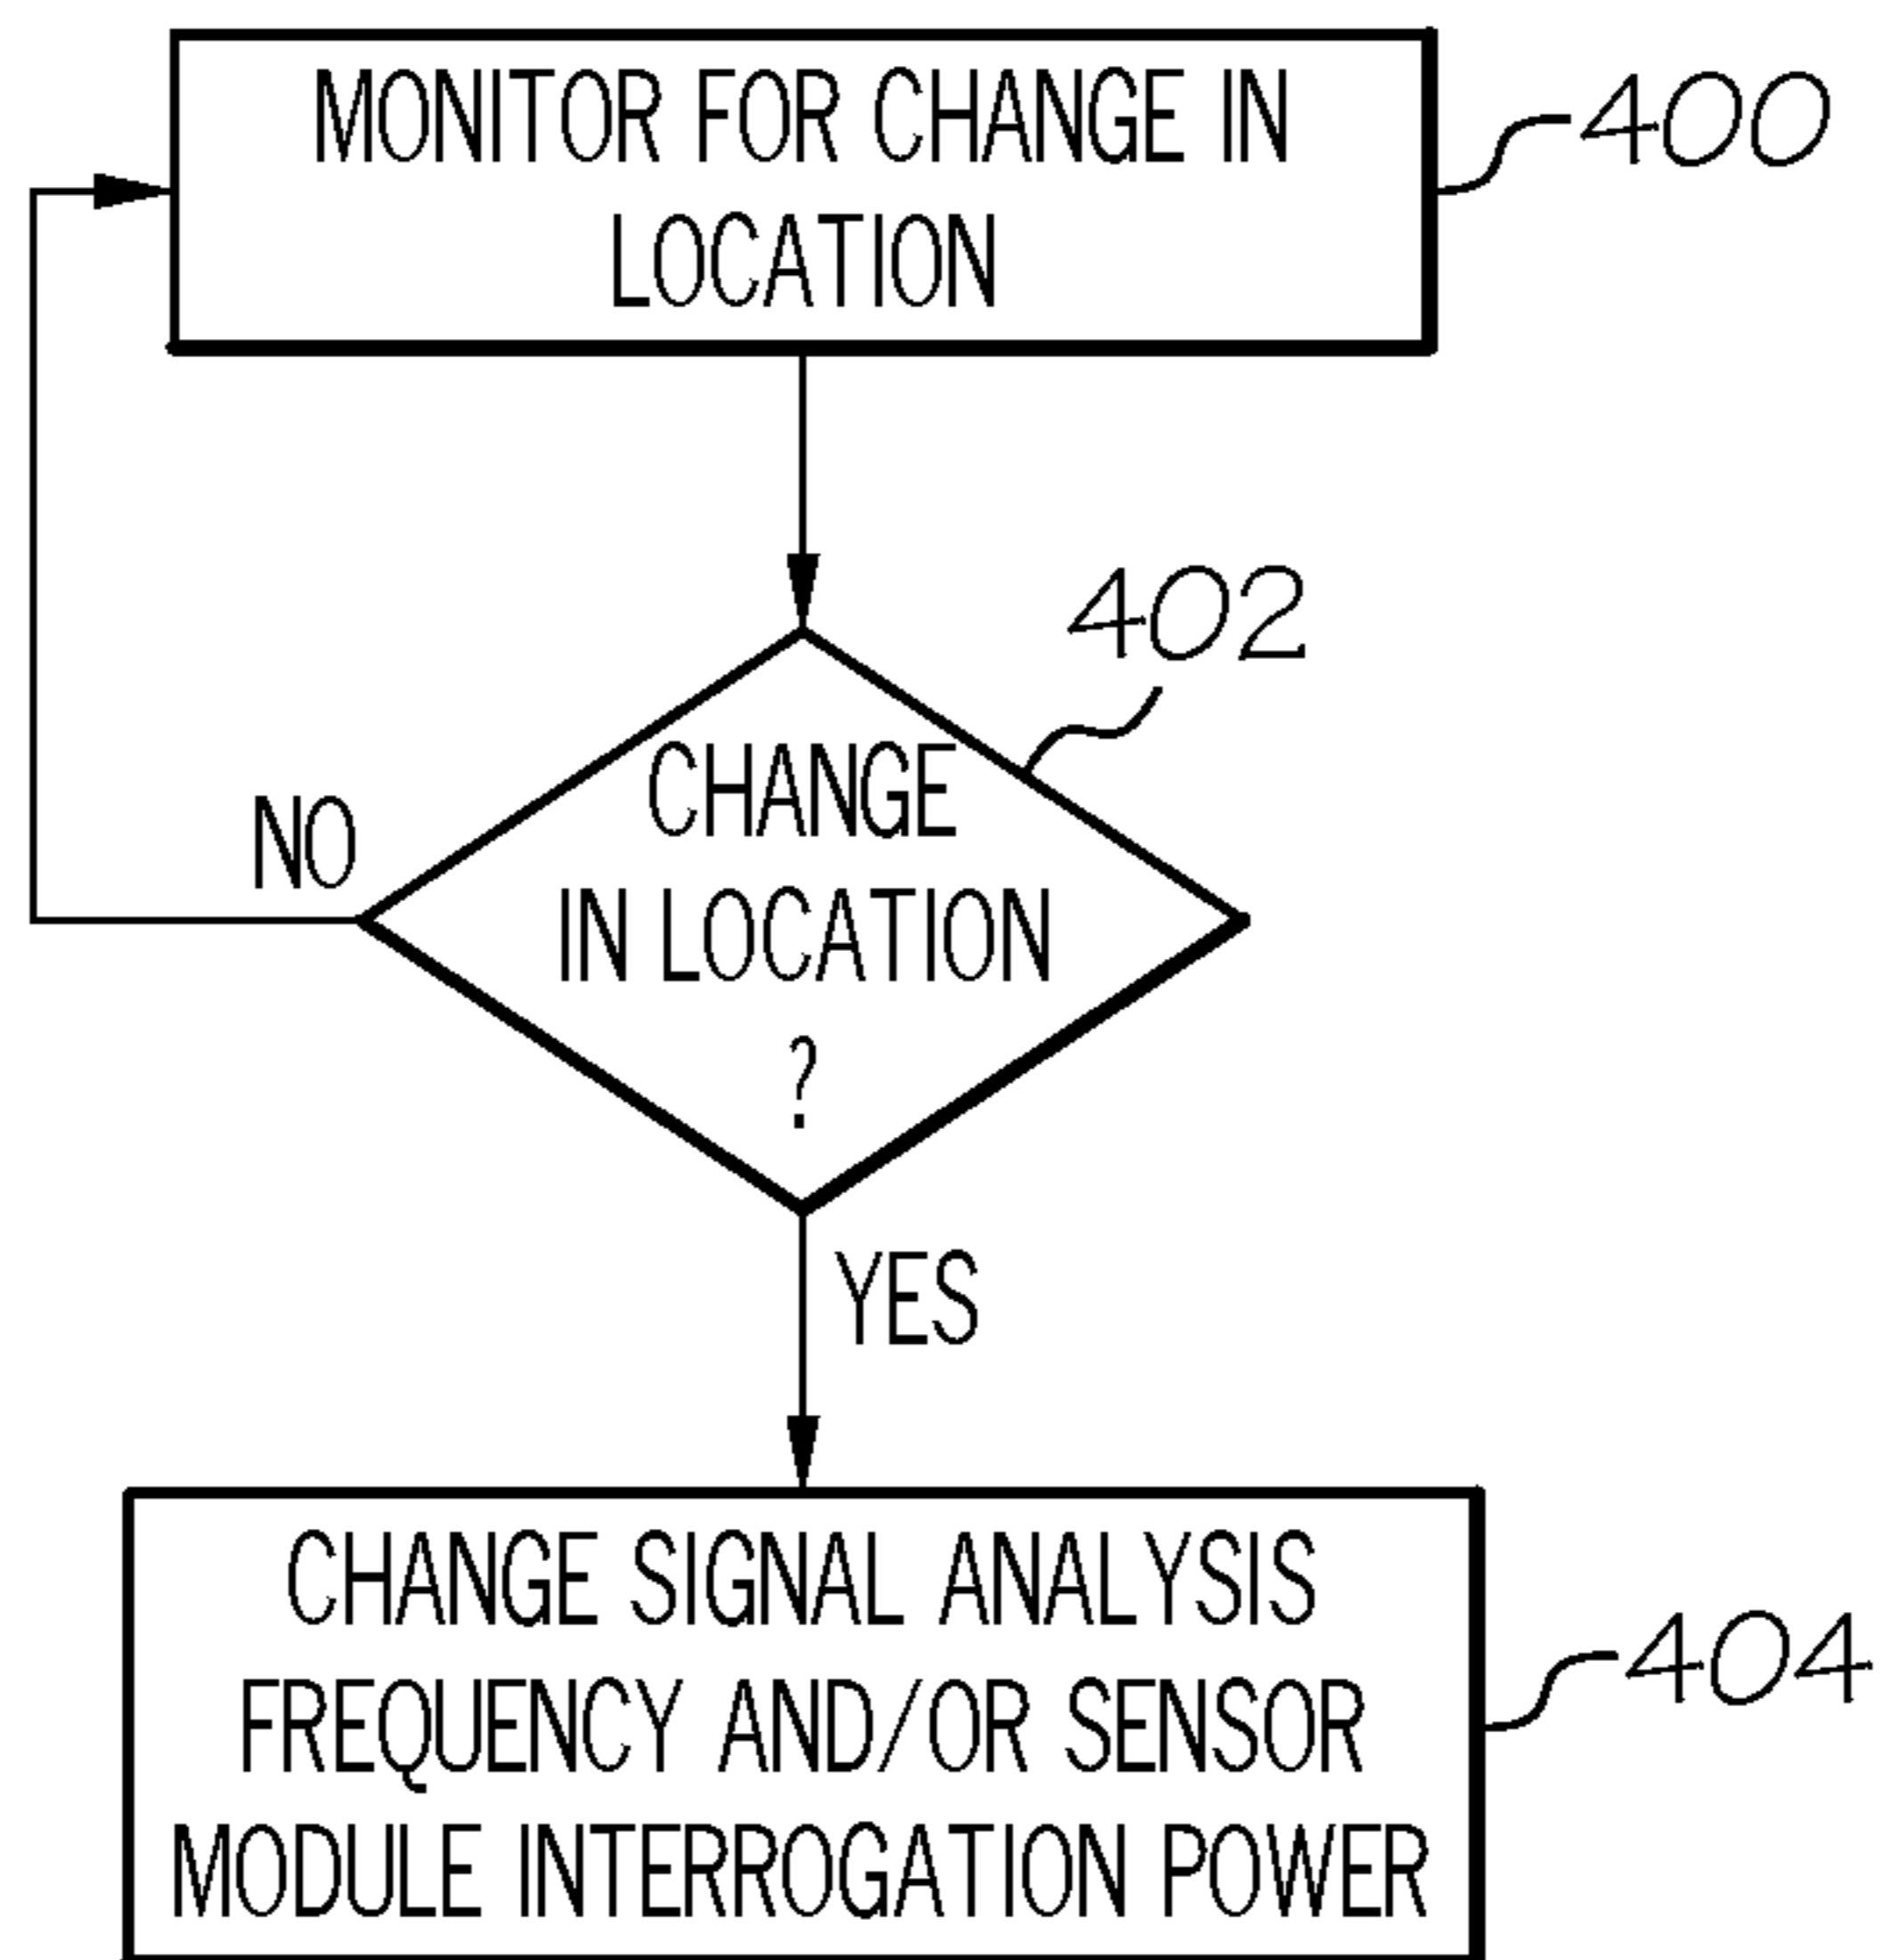 MONITOR FOR CHANGE IN
LOCATION
400
402
CHANGE
IN LOCATION
?
NO
YES
CHANGE SIGNAL ANALYSIS
FREQUENCY AND/OR SENSOR
MODULE INTERROGATION POWER
404